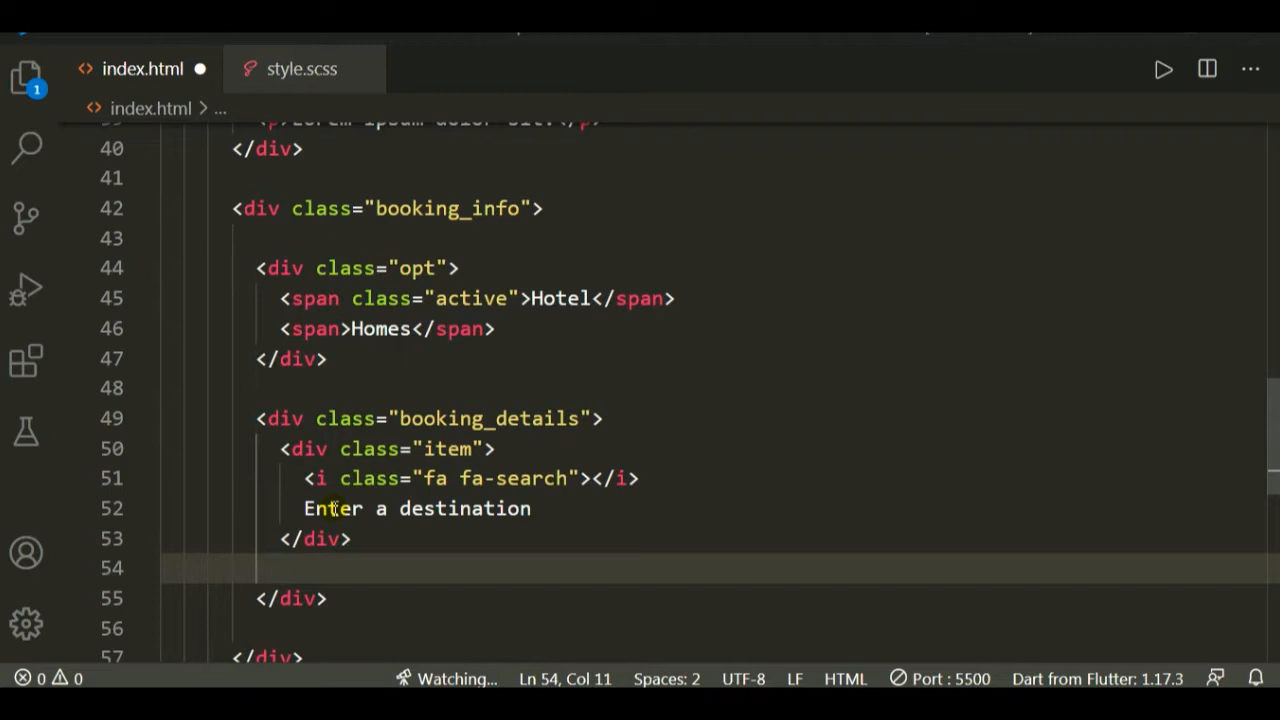 index.html
style.scss
1
index.html > ...
40 </div>
41
42 <div class="booking_info">
43
44 <div class="opt">
45 <span class="active">Hotel</span>
46 <span>Homes</span>
47 </div>
48
49 <div class="booking_details">
50 <div class="item">
51 <i class="fa fa-search"></i>
52 Enter a destination
53 </div>
54
55 </div>
56
57 </div>
0 0 Watching... Ln 54, Col 11 Spaces: 2 UTF-8 LF HTML Port : 5500 Dart from Flutter: 1.17.3